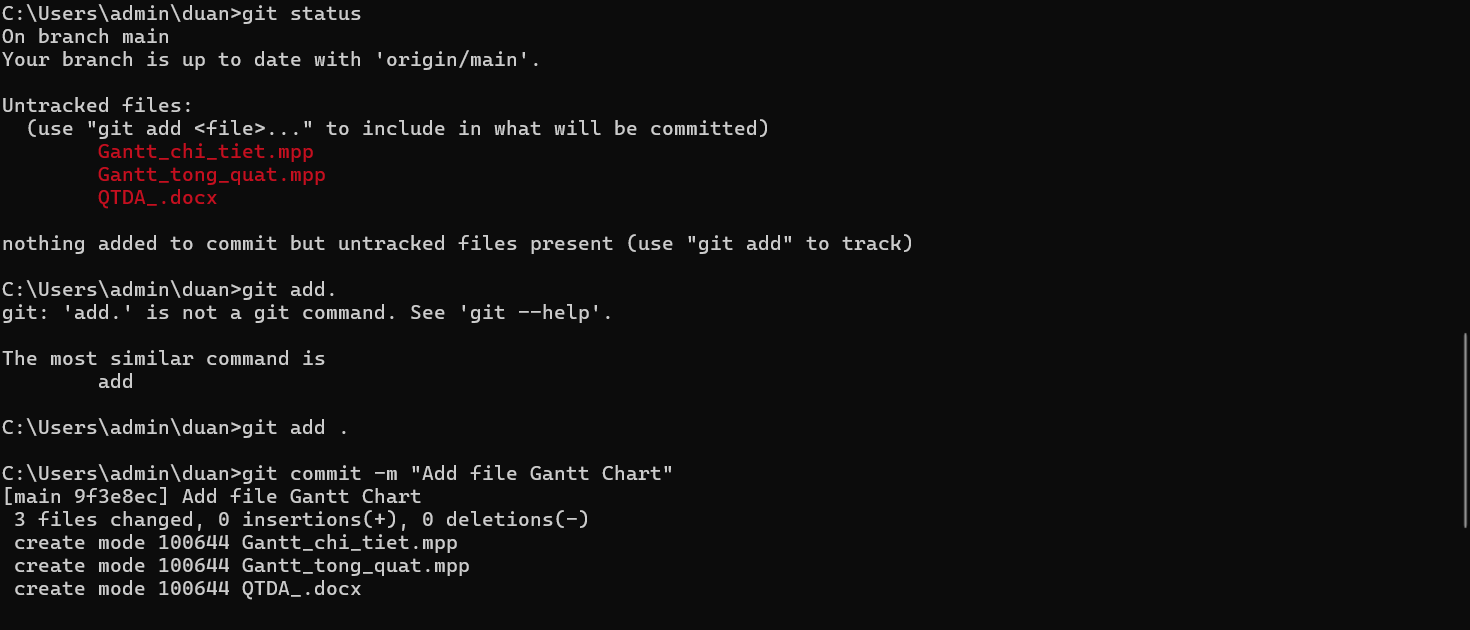 C:\Users\admin\duan>git status
On branch main
Your branch is up to date with 'origin/main'.
Untracked files:
(use "git add <file>..." to include in what will be committed)
Gantt_chi_tiet.mpp
Gantt_tong_quat.mpp
QTDA_.docx
nothing added to commit but untracked files present (use "git add" to track)
C:\Users\admin\duan>git add.
git: 'add.' is not a git command. See 'git --help'.
The most similar command is
add
C:\Users\admin\duan>git add .
C:\Users\admin\duan>git commit -m "Add file Gantt Chart"
[main 9f3e8ec] Add file Gantt Chart
3 files changed, 0 insertions(+), 0 deletions(-)
create mode 100644 Gantt_chi_tiet.mpp
create mode 100644 Gantt_tong_quat.mpp
create mode 100644 QTDA_.docx